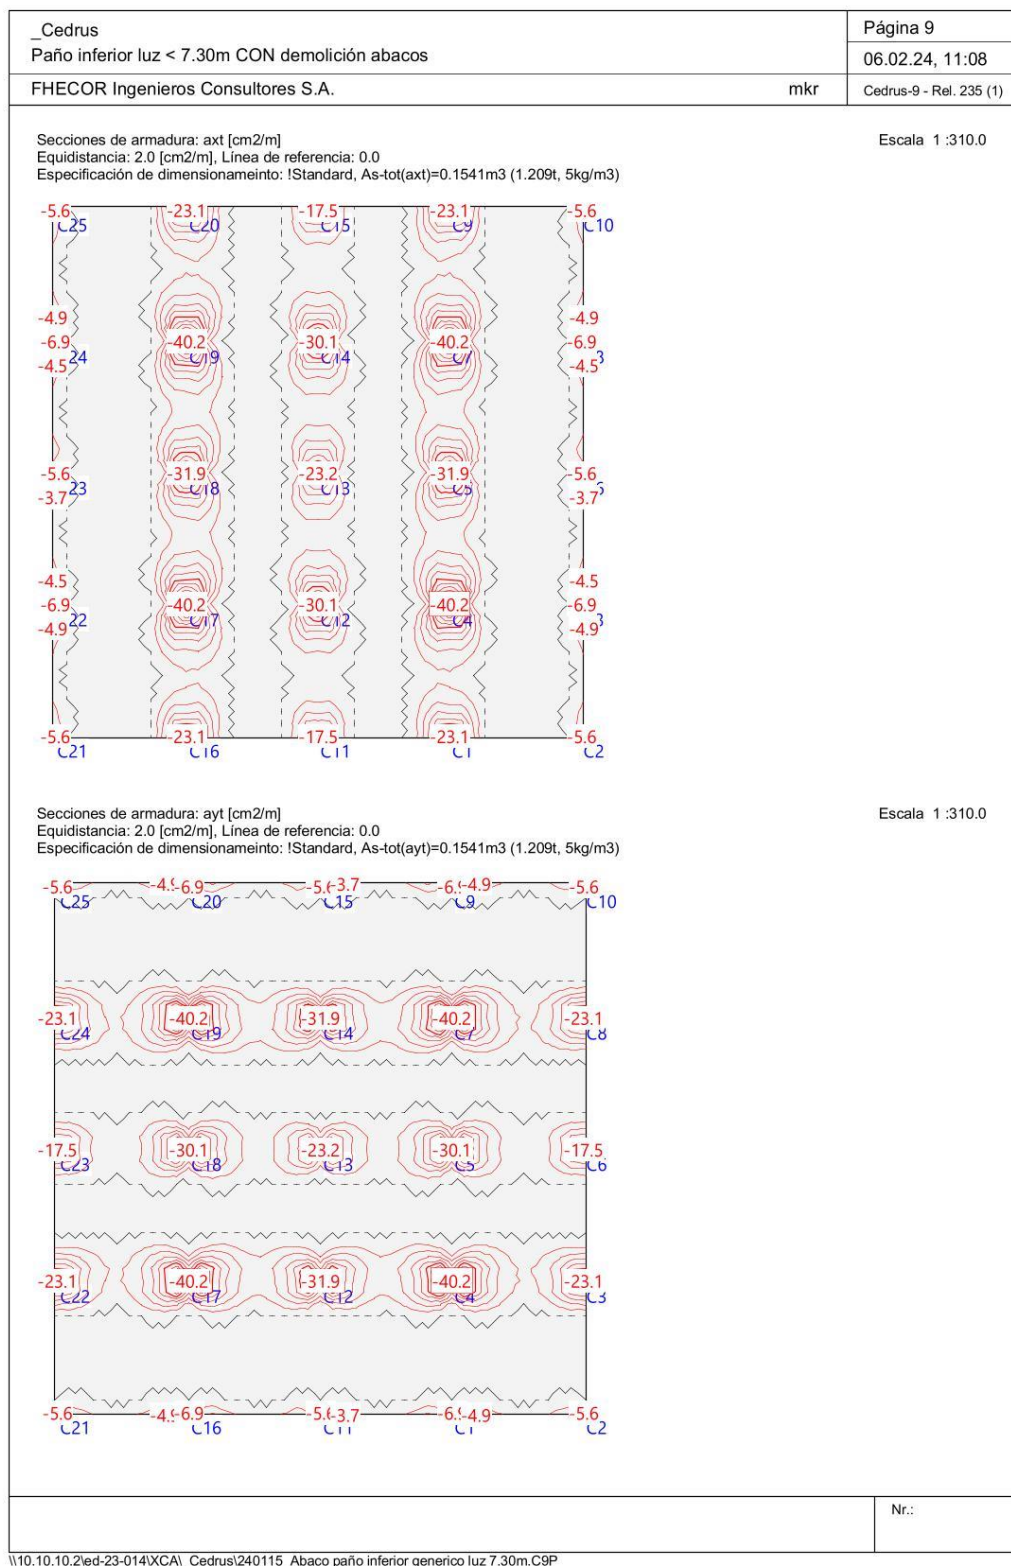 _Cedrus
Paño inferior luz < 7.30m CON demolición abacos
Página 9
06.02.24, 11:08
FHECOR Ingenieros Consultores S.A. mkr
Cedrus-9 - Rel. 235 (1)
Secciones de armadura: axt [cm2/m]
Escala 1 :310.0
Equidistancia: 2.0 [cm2/m], Línea de referencia: 0.0
Especificación de dimensionameinto: !Standard, As-tot(axt)=0.1541m3 (1.209t, 5kg/m3)
-5.6 -23.1 -17.5 -23.1 -5.6
C25 C20 C15 C9 C10
-4.9 -4.9
-6.9 -40.2 -30.1 -40.2 -6.9
24 C19 C14 C7
-4.5 -4.5
-5.6 -31.9 -23.2 -31.9 -5.6
23 C18 C13 C5
-3.7 -3.7
-4.5 -4.5
-6.9 -40.2 -30.1 -40.2 -6.9
22 C17 C12 C4
-4.9 -4.9
-5.6 -23.1 -17.5 -23.1 -5.6
C21 C16 C11 C1 C2
Secciones de armadura: ayt [cm2/m]
Escala 1 :310.0
Equidistancia: 2.0 [cm2/m], Línea de referencia: 0.0
Especificación de dimensionameinto: !Standard, As-tot(ayt)=0.1541m3 (1.209t, 5kg/m3)
-5.6 -6.9 -3.7 -4.9 -5.6
C25 C20 C15 C9 C10
-23.1 -40.2 -31.9 -40.2 -23.1
C24 C19 C14 C7 C8
-17.5 -30.1 -23.2 -30.1 -17.5
C23 C18 C13 C5 C6
-23.1 -40.2 -31.9 -40.2 -23.1
C22 C17 C12 C4 C3
-5.6 -6.9 -3.7 -4.9 -5.6
C21 C16 C11 C1 C2
Nr.:
\\10.10.10.2\ed-23-014\XCA\_Cedrus\240115_Abaco paño inferior generico luz 7.30m.C9P